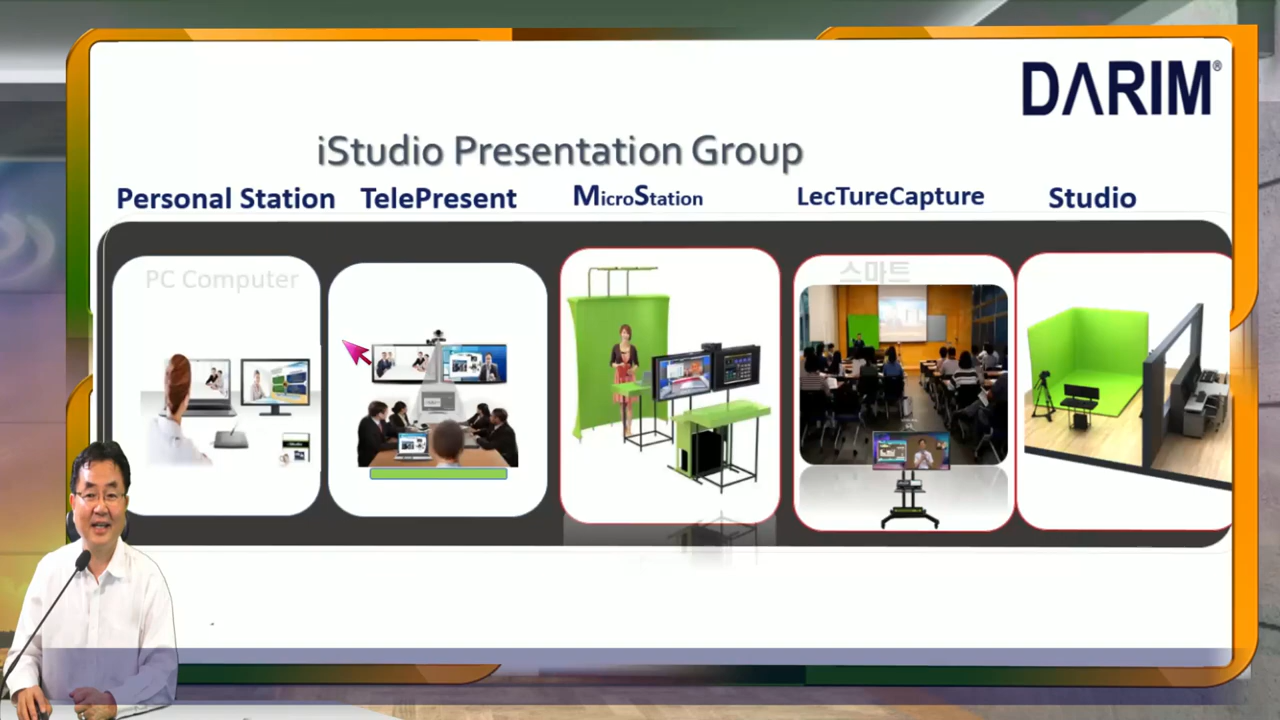 DARIM®
iStudio Presentation Group
Personal Station TelePresent MicroStation LecTureCapture Studio
PC Computer
스마트